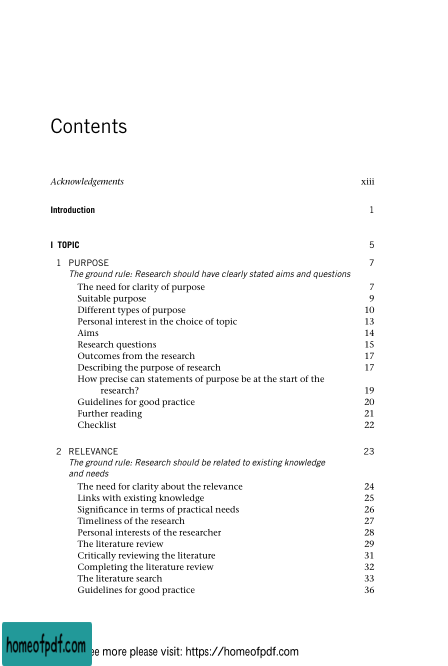 Contents
Acknowledgements xiii
Introduction 1
I TOPIC 5
1 PURPOSE 7
The ground rule: Research should have clearly stated aims and questions
The need for clarity of purpose 7
Suitable purpose 9
Different types of purpose 10
Personal interest in the choice of topic 13
Aims 14
Research questions 15
Outcomes from the research 17
Describing the purpose of research 17
How precise can statements of purpose be at the start of the
research? 19
Guidelines for good practice 20
Further reading 21
Checklist 22
2 RELEVANCE 23
The ground rule: Research should be related to existing knowledge
and needs
The need for clarity about the relevance 24
Links with existing knowledge 25
Significance in terms of practical needs 26
Timeliness of the research 27
Personal interests of the researcher 28
The literature review 29
Critically reviewing the literature 31
Completing the literature review 32
The literature search 33
Guidelines for good practice 36
homeofpdf.com
ee more please visit: https://homeofpdf.com